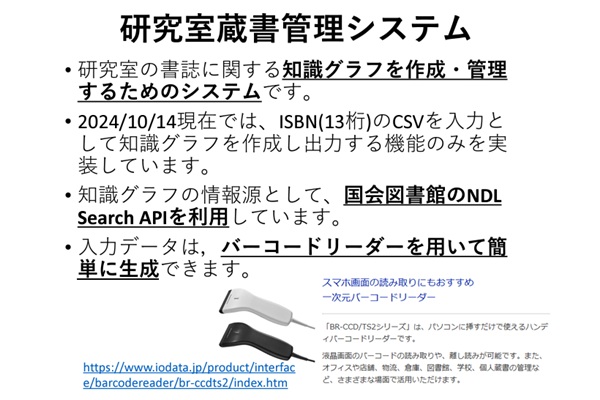 研究室蔵書管理システム
• 研究室の書誌に関する知識グラフを作成・管理
するためのシステムです。
• 2024/10/14現在では、ISBN(13桁)のCSVを入力と
して知識グラフを作成し出力する機能のみを実
装しています。
• 知識グラフの情報源として、国会図書館のNDL
Search APIを利用しています。
• 入力データは，バーコードリーダーを用いて簡
単に生成できます。
スマホ画面の読み取りにもおすすめ
一次元バーコードリーダー
「BR-CCD/TS2シリーズ」は、パソコンに挿すだけで使えるハンデ
ィバーコードリーダーです。
液晶画面のバーコードの読み取りや、離し読みが可能です。また、
オフィスや店舗、物流、倉庫、図書館、学校、個人蔵書の管理な
ど、さまざまな場面で活用いただけます。
https://www.iodata.jp/product/interfac
e/barcodereader/br-ccdts2/index.htm